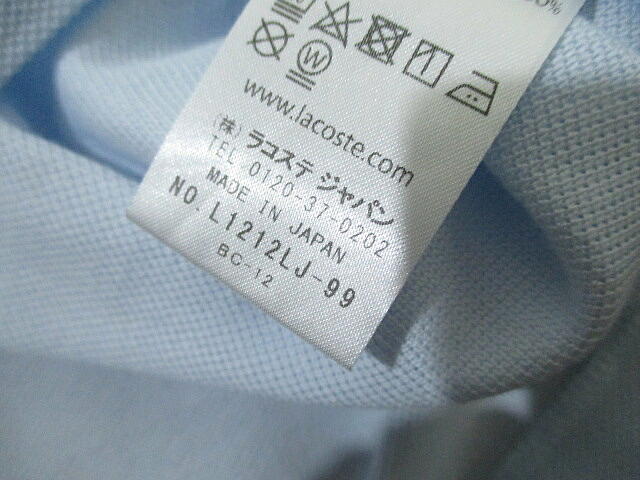 www.lacoste.com
(株) ラコステ ジャパン
TEL 0120-37-0202
MADE IN JAPAN
NO. L1212LJ-99
BC-12